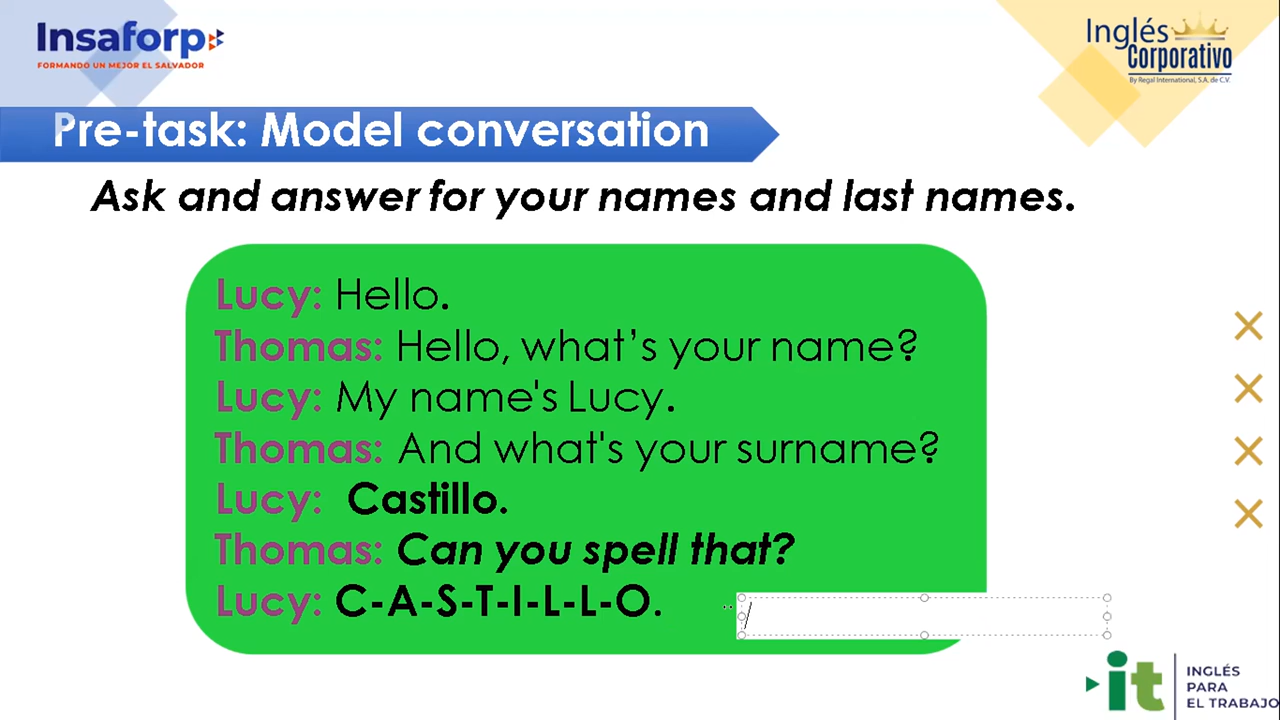 Insaforp
FORMANDO UN MEJOR EL SALVADOR
Inglés
Corporativo
By Regal International, S.A. de C.V.
Pre-task: Model conversation
Ask and answer for your names and last names.
Lucy: Hello.
Thomas: Hello, what’s your name?
Lucy: My name's Lucy.
Thomas: And what's your surname?
Lucy: Castillo.
Thomas: Can you spell that?
Lucy: C-A-S-T-I-L-L-O.
it
INGLÉS
PARA
EL TRABAJO